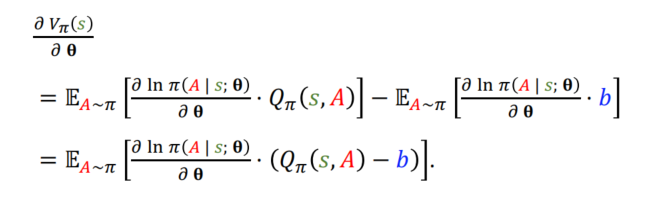 ∂ V_π(s) / ∂ θ
= 𝔼_{A∼π} [ ∂ ln π(A | s; θ) / ∂ θ · Q_π(s, A) ] − 𝔼_{A∼π} [ ∂ ln π(A | s; θ) / ∂ θ · b ]
= 𝔼_{A∼π} [ ∂ ln π(A | s; θ) / ∂ θ · (Q_π(s, A) − b) ].